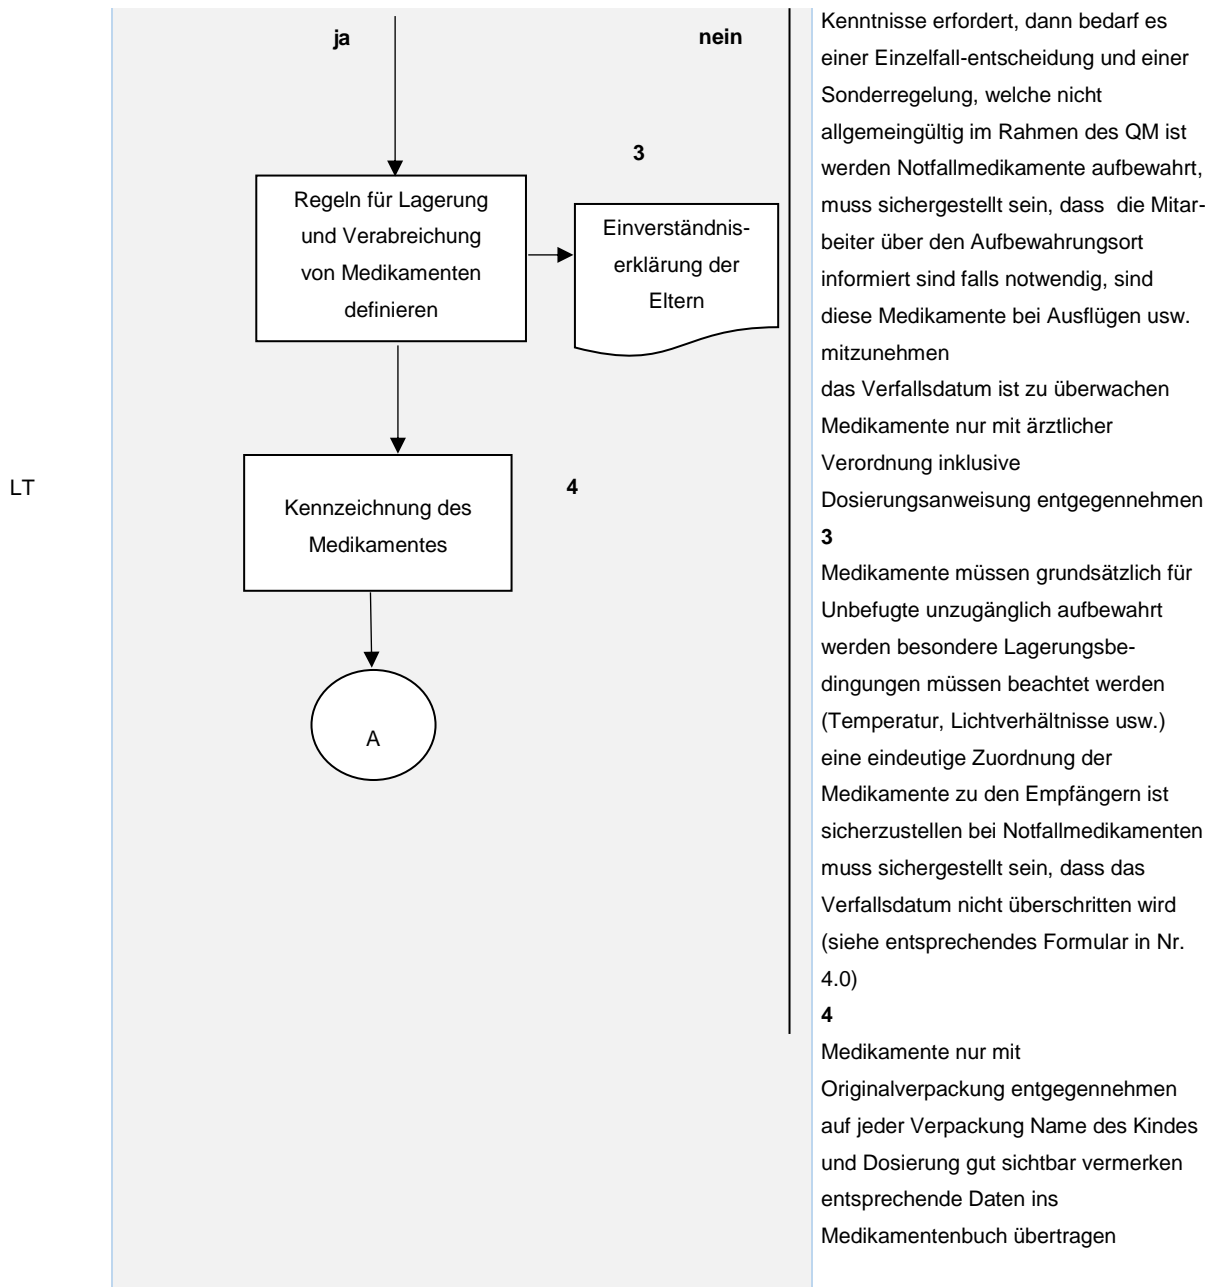 ja
nein
3
Regeln für Lagerung
und Verabreichung
von Medikamenten
definieren
Einverständnis-
erklärung der
Eltern
LT
Kennzeichnung des
Medikamentes
4
A
Kenntnisse erfordert, dann bedarf es
einer Einzelfall-entscheidung und einer
Sonderregelung, welche nicht
allgemeingültig im Rahmen des QM ist
werden Notfallmedikamente aufbewahrt,
muss sichergestellt sein, dass  die Mitar-
beiter über den Aufbewahrungsort
informiert sind falls notwendig, sind
diese Medikamente bei Ausflügen usw.
mitzunehmen
das Verfallsdatum ist zu überwachen
Medikamente nur mit ärztlicher
Verordnung inklusive
Dosierungsanweisung entgegennehmen
3
Medikamente müssen grundsätzlich für
Unbefugte unzugänglich aufbewahrt
werden besondere Lagerungsbe-
dingungen müssen beachtet werden
(Temperatur, Lichtverhältnisse usw.)
eine eindeutige Zuordnung der
Medikamente zu den Empfängern ist
sicherzustellen bei Notfallmedikamenten
muss sichergestellt sein, dass das
Verfallsdatum nicht überschritten wird
(siehe entsprechendes Formular in Nr.
4.0)
4
Medikamente nur mit
Originalverpackung entgegennehmen
auf jeder Verpackung Name des Kindes
und Dosierung gut sichtbar vermerken
entsprechende Daten ins
Medikamentenbuch übertragen